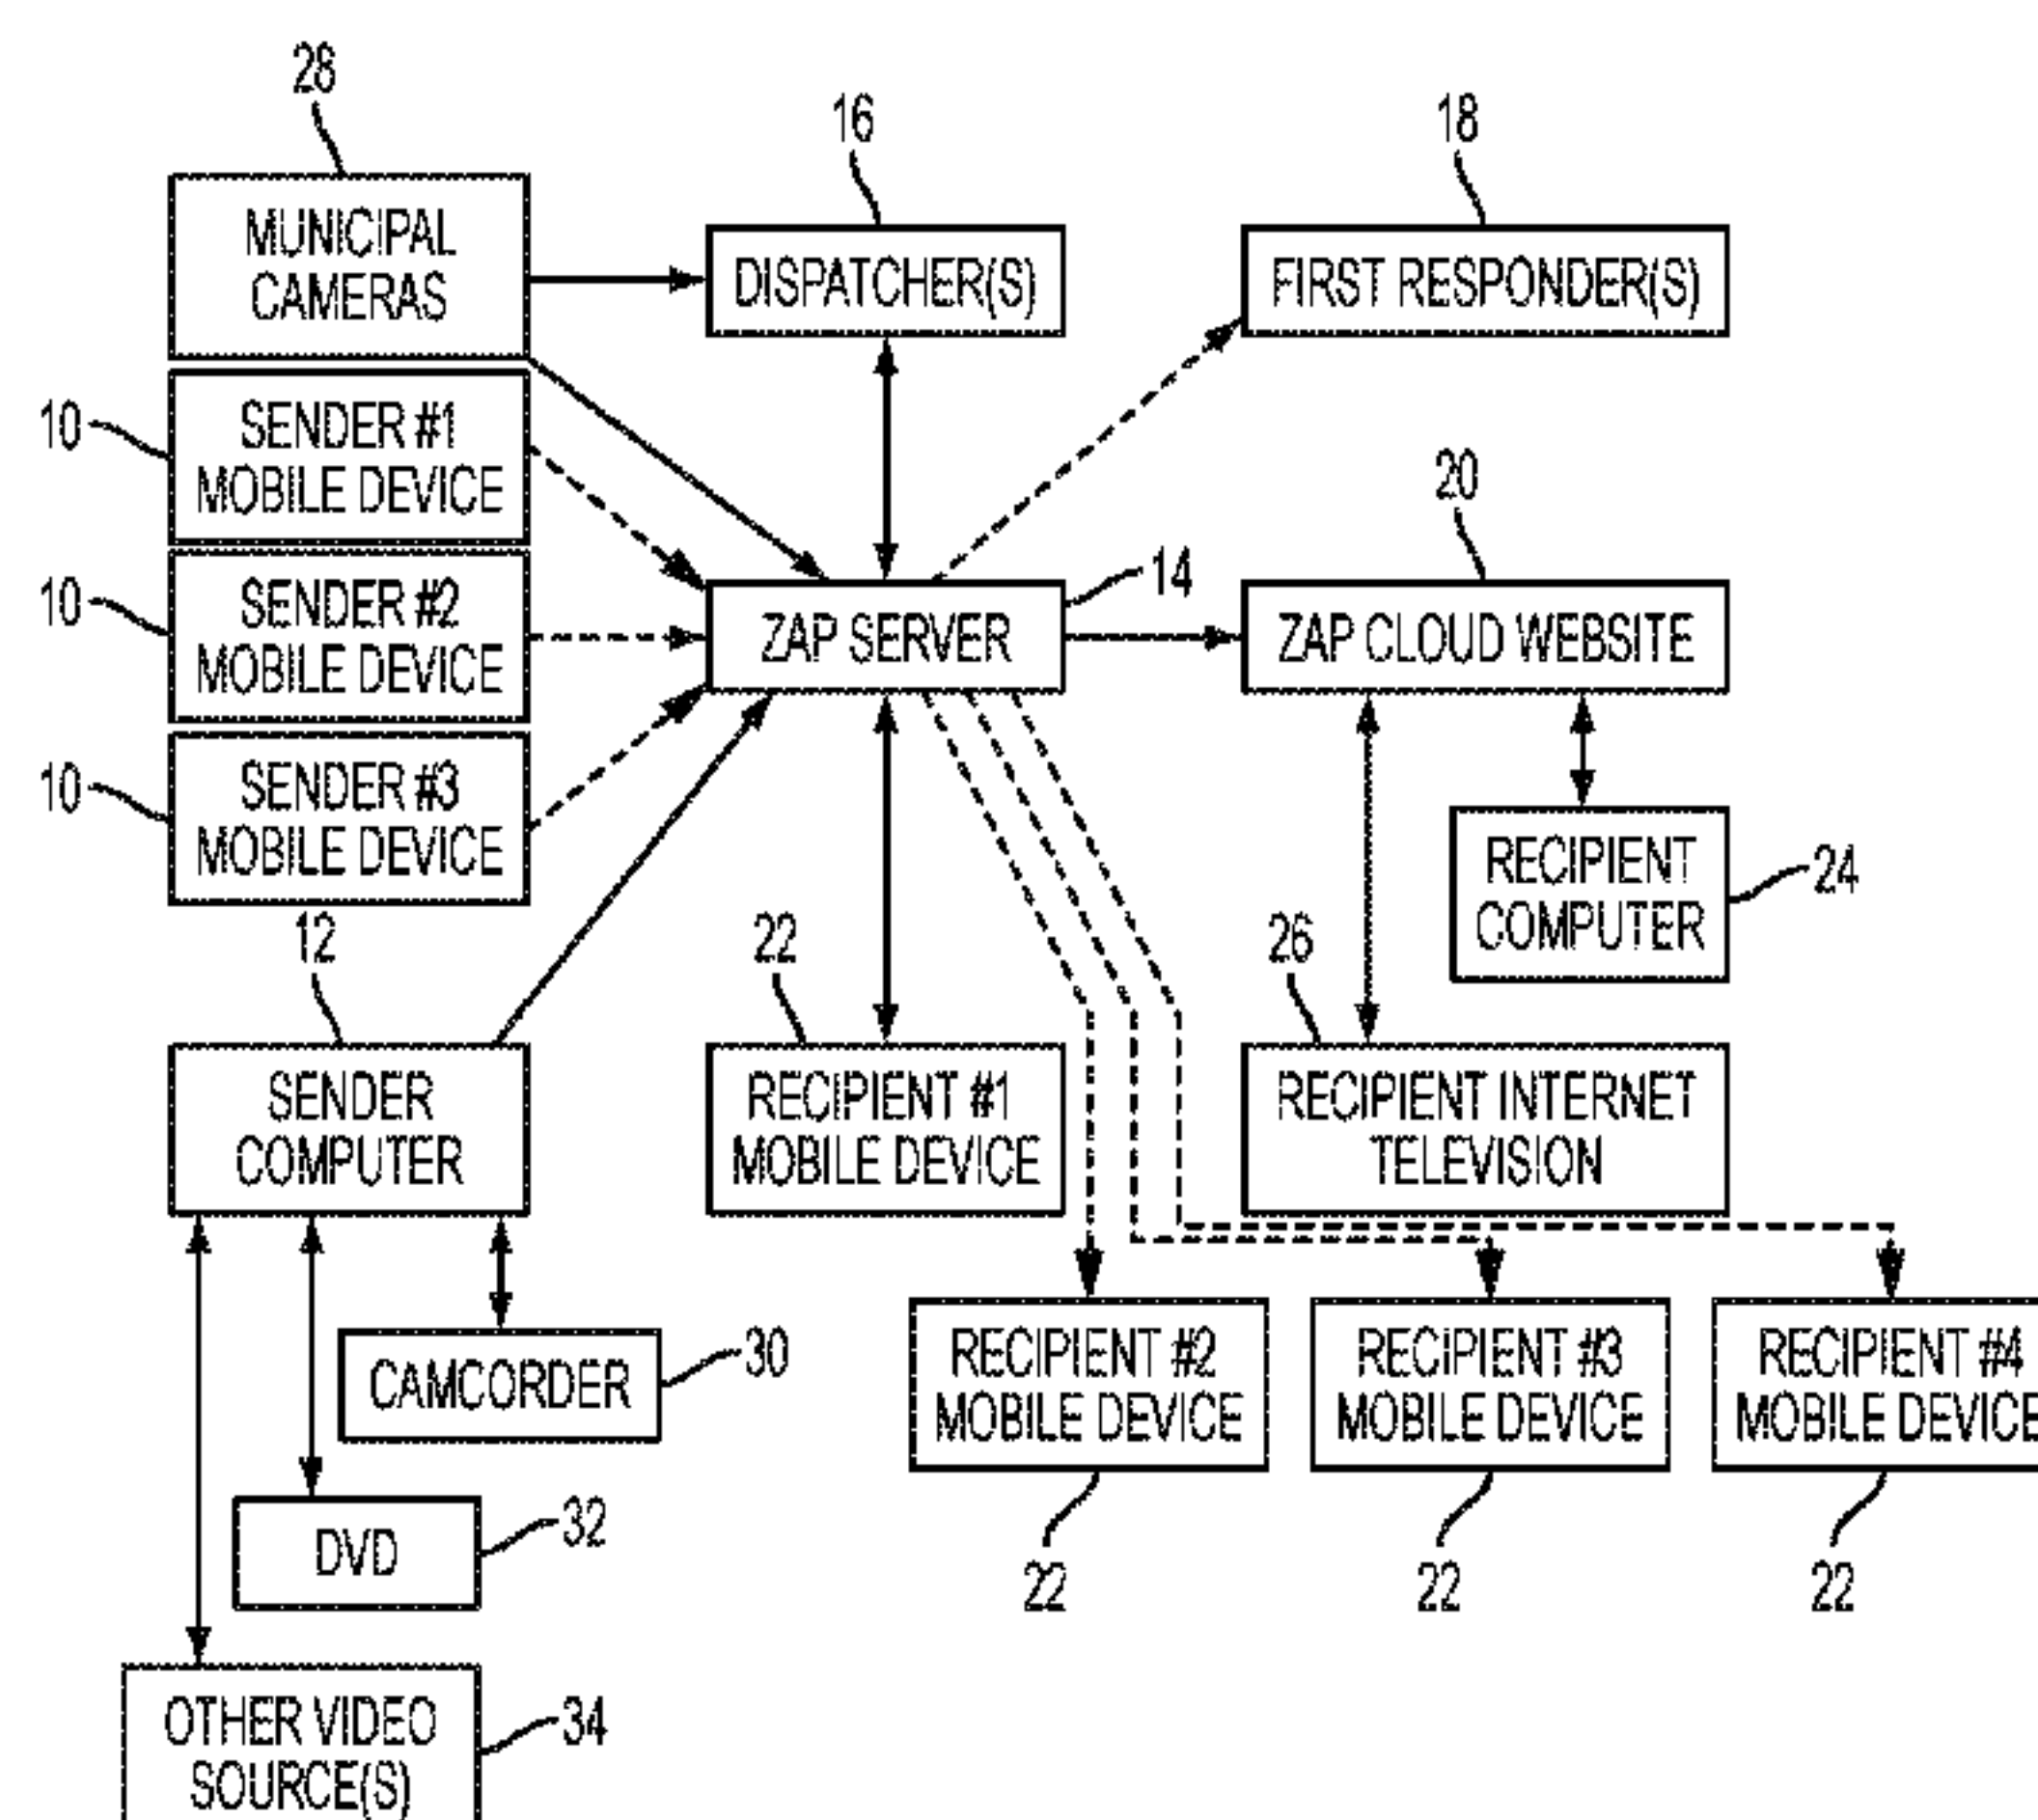 28
16
18
MUNICIPAL
CAMERAS
DISPATCHER(S)
FIRST RESPONDER(S)
10
SENDER #1
MOBILE DEVICE
20
14
10
SENDER #2
MOBILE DEVICE
ZAP SERVER
ZAP CLOUD WEBSITE
10
SENDER #3
MOBILE DEVICE
RECIPIENT
COMPUTER
24
12
22
26
SENDER
COMPUTER
RECIPIENT #1
MOBILE DEVICE
RECIPIENT INTERNET
TELEVISION
CAMCORDER
30
RECIPIENT #2
MOBILE DEVICE
RECIPIENT #3
MOBILE DEVICE
RECIPIENT #4
MOBILE DEVICE
DVD
32
22
22
22
OTHER VIDEO
SOURCE(S)
34